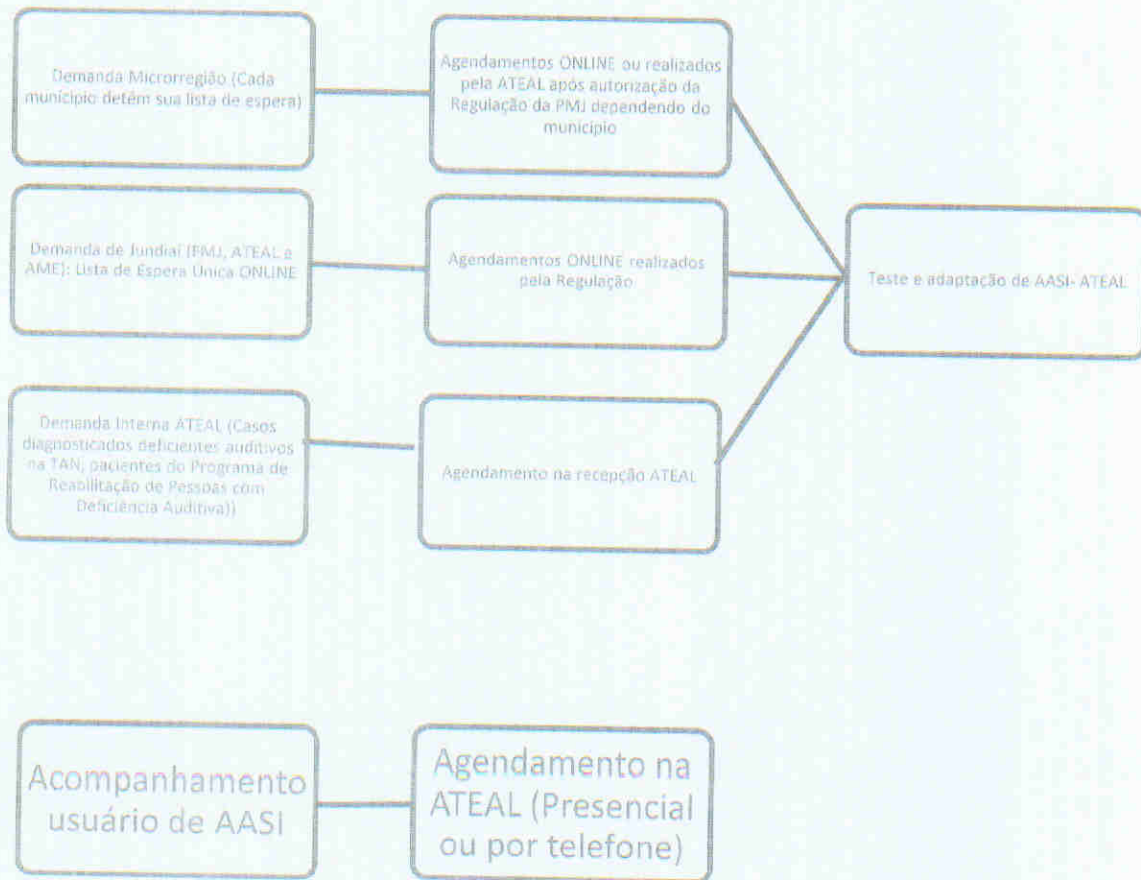 Demanda Microrregião (Cada
município detém sua lista de espera)
Agendamentos ONLINE ou realizados
pela ATEAL após autorização da
Regulação da PMJ dependendo do
município
Demanda de Jundiaí (PMJ, ATEAL e
AME): Lista de Espera Única ONLINE
Agendamentos ONLINE realizados
pela Regulação
Teste e adaptação de AASI- ATEAL
Demanda Interna ATEAL (Casos
diagnosticados deficientes auditivos
na TAN; pacientes do Programa de
Reabilitação de Pessoas com
Deficiência Auditiva))
Agendamento na recepção ATEAL
Acompanhamento
usuário de AASI
Agendamento na
ATEAL (Presencial
ou por telefone)